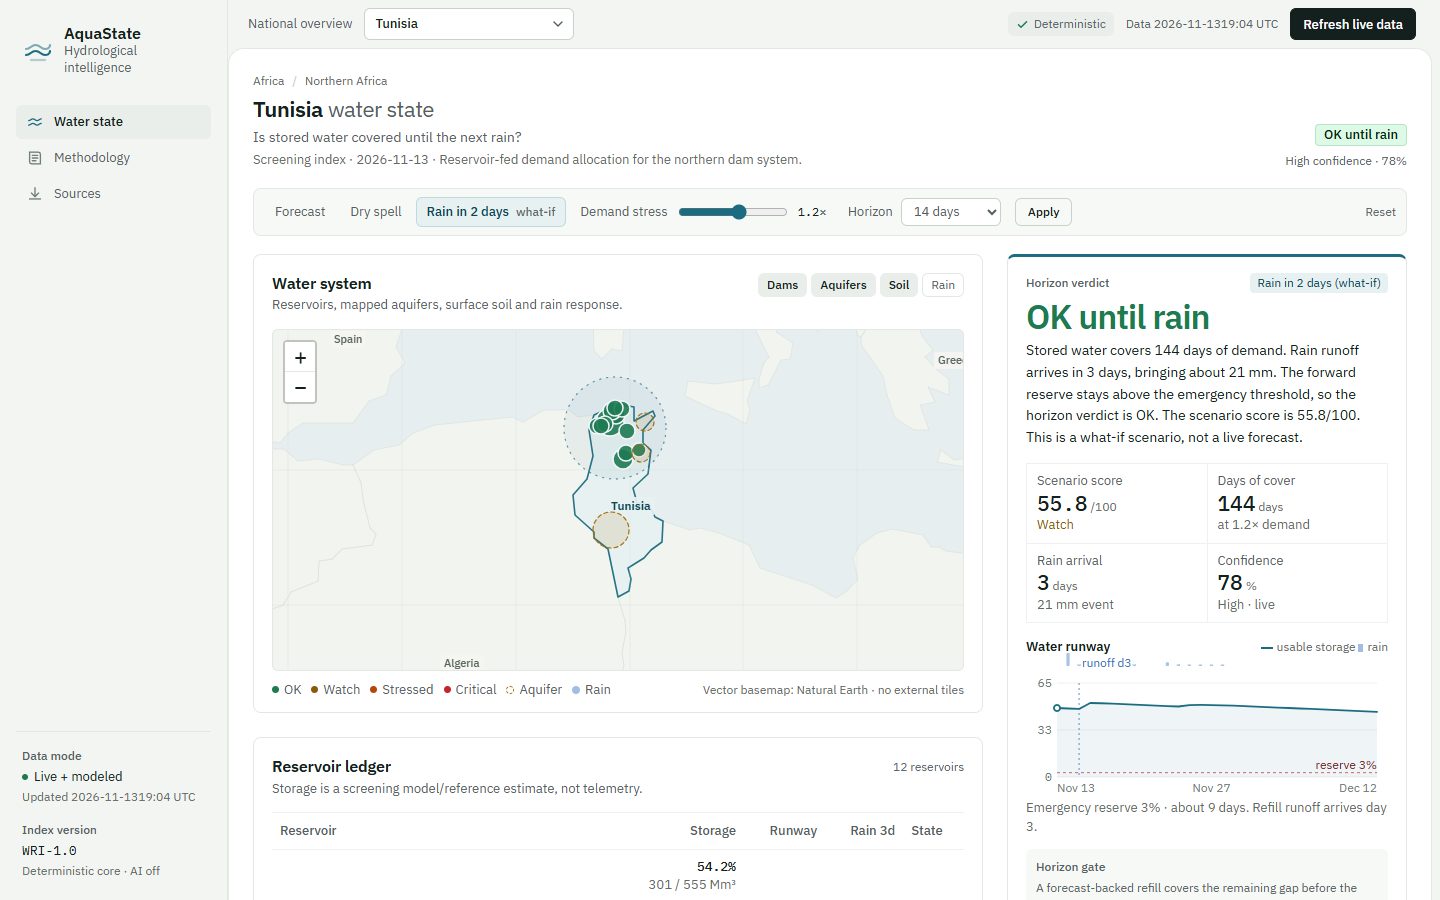 AquaState
Hydrological
intelligence
Water state
Methodology
Sources
Data mode
Live + modeled
Updated 2026-11-1319:04 UTC
Index version
WRI-1.0
Deterministic core · AI off
National overview
Tunisia
Deterministic
Data 2026-11-1319:04 UTC
Refresh live data
Africa / Northern Africa
Tunisia water state
Is stored water covered until the next rain?
Screening index · 2026-11-13 · Reservoir-fed demand allocation for the northern dam system.
OK until rain
High confidence · 78%
Forecast
Dry spell
Rain in 2 days what-if
Demand stress
1.2×
Horizon
14 days
Apply
Reset
Water system
Reservoirs, mapped aquifers, surface soil and rain response.
Dams
Aquifers
Soil
Rain
+
−
Spain
Gree
Tunisia
Algeria
OK
Watch
Stressed
Critical
Aquifer
Rain
Vector basemap: Natural Earth · no external tiles
Reservoir ledger
12 reservoirs
Storage is a screening model/reference estimate, not telemetry.
Reservoir
Storage
Runway
Rain 3d
State
54.2%
301 / 555 Mm³
Horizon verdict
Rain in 2 days (what-if)
OK until rain
Stored water covers 144 days of demand. Rain runoff
arrives in 3 days, bringing about 21 mm. The forward
reserve stays above the emergency threshold, so the
horizon verdict is OK. The scenario score is 55.8/100.
This is a what-if scenario, not a live forecast.
Scenario score
55.8 /100
Watch
Days of cover
144 days
at 1.2× demand
Rain arrival
3 days
21 mm event
Confidence
78 %
High · live
Water runway
usable storage
rain
runoff d3
65
33
0
reserve 3%
Nov 13
Nov 27
Dec 12
Emergency reserve 3% · about 9 days. Refill runoff arrives day
3.
Horizon gate
A forecast-backed refill covers the remaining gap before the